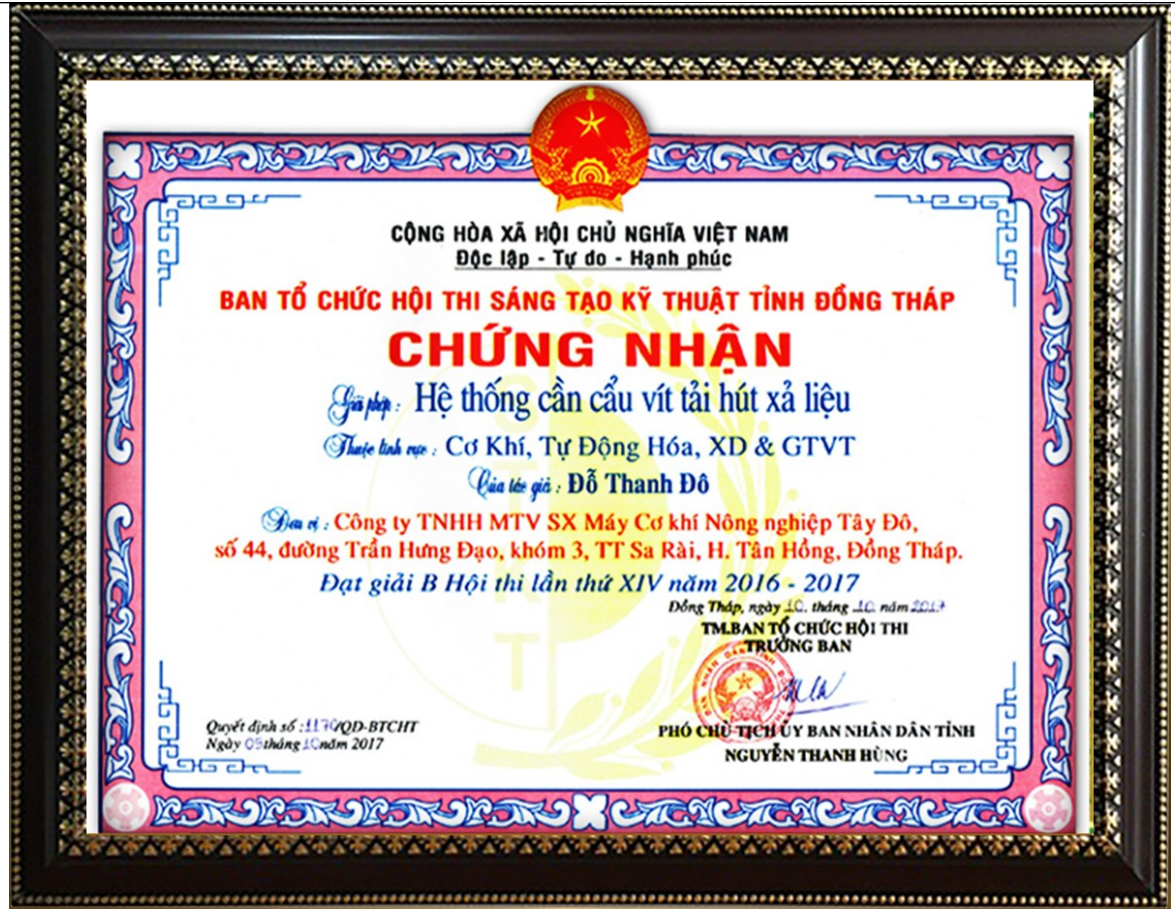 CỘNG HÒA XÃ HỘI CHỦ NGHĨA VIỆT NAM
Độc lập - Tự do - Hạnh phúc
BAN TỔ CHỨC HỘI THI SÁNG TẠO KỸ THUẬT TỈNH ĐỒNG THÁP
CHỨNG NHẬN
Giải pháp : Hệ thống cần cẩu vít tải hút xả liệu
Thuộc lĩnh vực : Cơ Khí, Tự Động Hóa, XD & GTVT
Của tác giả : Đỗ Thanh Đô
Đơn vị : Công ty TNHH MTV SX Máy Cơ khí Nông nghiệp Tây Đô,
số 44, đường Trần Hưng Đạo, khóm 3, TT Sa Rài, H. Tân Hồng, Đồng Tháp.
Đạt giải B Hội thi lần thứ XIV năm 2016 - 2017
Đồng Tháp, ngày 10. tháng 10. năm 2017
TM.BAN TỔ CHỨC HỘI THI
TRƯỞNG BAN
Quyết định số : 1170/QD-BTCHT
Ngày 09 tháng 10 năm 2017
PHÓ CHỦ TỊCH ỦY BAN NHÂN DÂN TỈNH
NGUYỄN THANH HÙNG
STKT